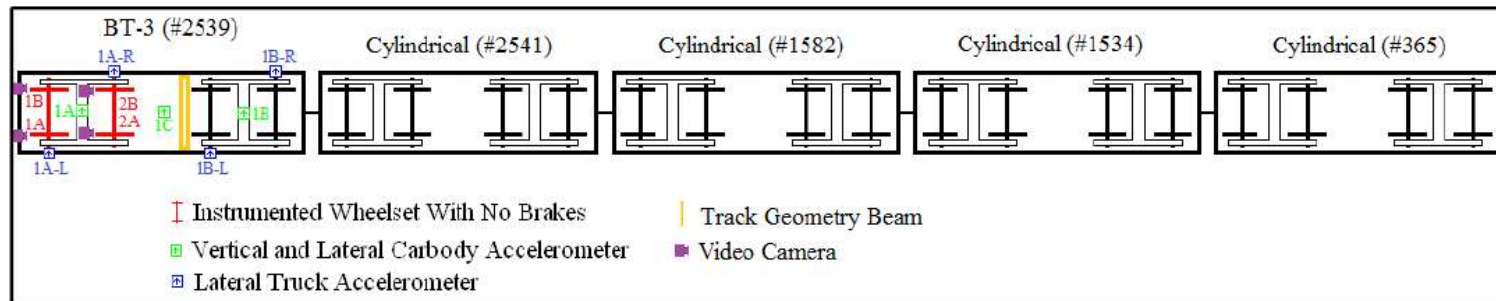 BT-3 (#2539)
Cylindrical (#2541)
Cylindrical (#1582)
Cylindrical (#1534)
Cylindrical (#365)
1A-R
1B-R
1B
1A
2B
1A
2A
1C
1B
1A-L
1B-L
Instrumented Wheelset With No Brakes
Track Geometry Beam
Vertical and Lateral Carbody Accelerometer
Video Camera
Lateral Truck Accelerometer